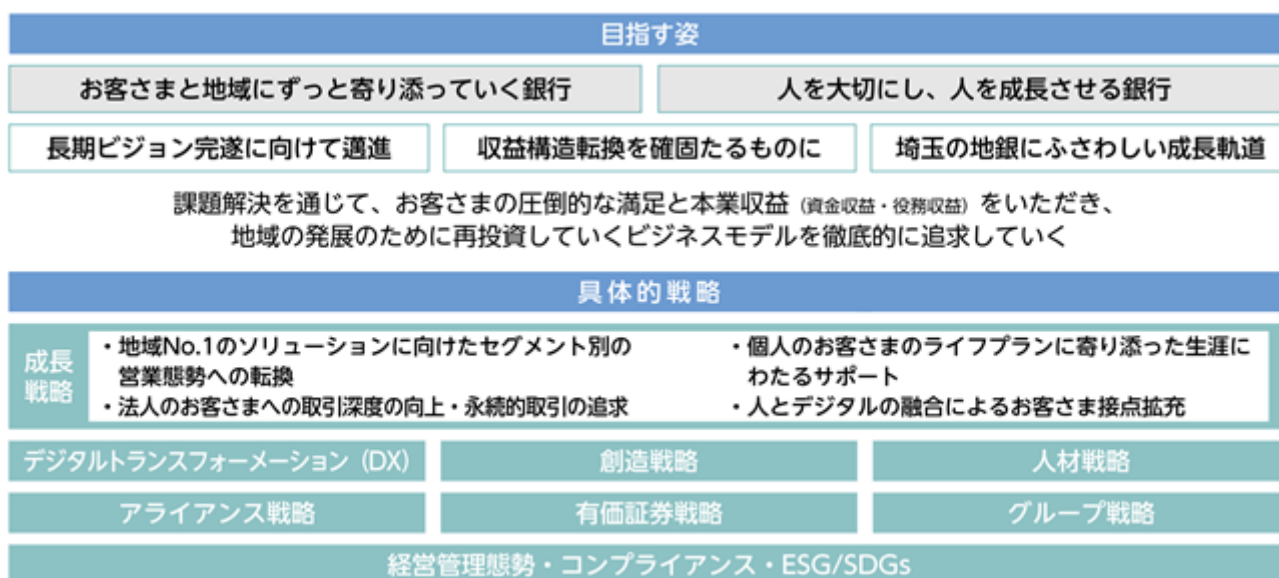 目指す姿
お客さまと地域にずっと寄り添っていく銀行
人を大切にし、人を成長させる銀行
長期ビジョン完遂に向けて邁進
収益構造転換を確固たるものに
埼玉の地銀にふさわしい成長軌道
課題解決を通じて、お客さまの圧倒的な満足と本業収益（資金収益・役務収益）をいただき、
地域の発展のために再投資していくビジネスモデルを徹底的に追求していく
具体的戦略
成長
戦略
・地域No.1のソリューションに向けたセグメント別の
営業態勢への転換
・法人のお客さまへの取引深度の向上・永続的取引の追求
・個人のお客さまのライフプランに寄り添った生涯に
わたるサポート
・人とデジタルの融合によるお客さま接点拡充
デジタルトランスフォーメーション（DX）
創造戦略
人材戦略
アライアンス戦略
有価証券戦略
グループ戦略
経営管理態勢・コンプライアンス・ESG/SDGs